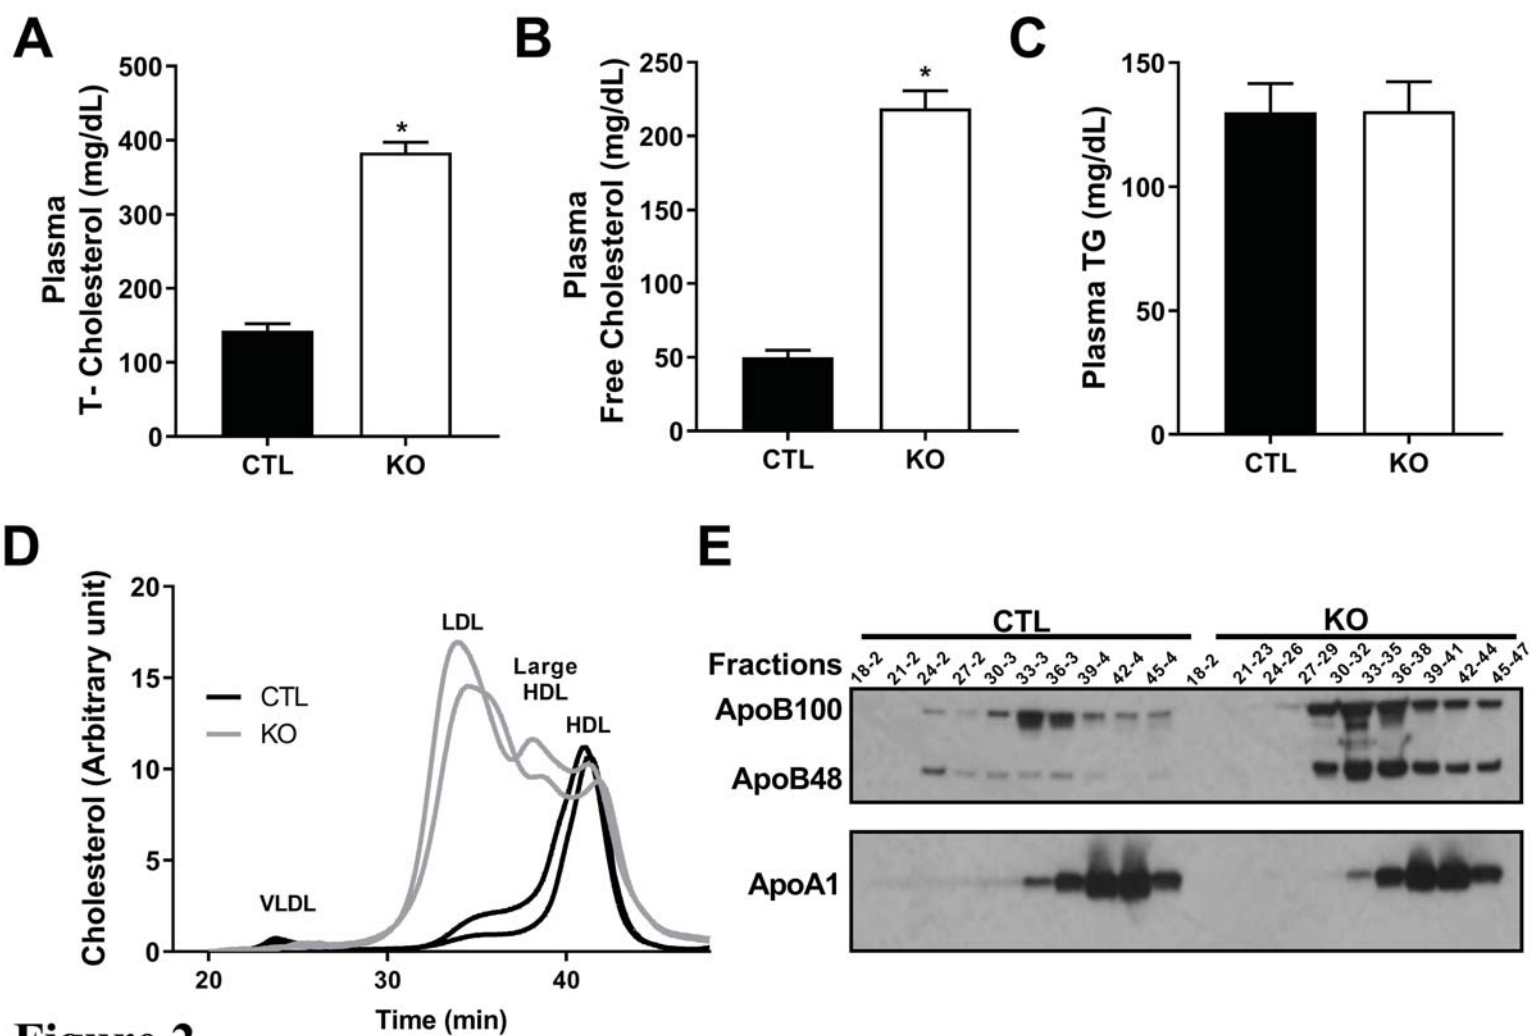 A
Plasma
T- Cholesterol (mg/dL)
500
400
300
200
100
0
*
CTL
KO
B
Plasma
Free Cholesterol (mg/dL)
250
200
150
100
50
0
*
CTL
KO
C
Plasma TG (mg/dL)
150
100
50
0
CTL
KO
D
Cholesterol (Arbitrary unit)
20
15
10
5
0
LDL
Large
HDL
HDL
VLDL
CTL
KO
20
30
40
Time (min)
E
CTL
KO
Fractions
18-2
21-2
24-2
27-2
30-3
33-3
36-3
39-4
42-4
45-4
18-2
21-23
24-26
27-29
30-32
33-35
36-38
39-41
42-44
45-47
ApoB100
ApoB48
ApoA1
Figure 2